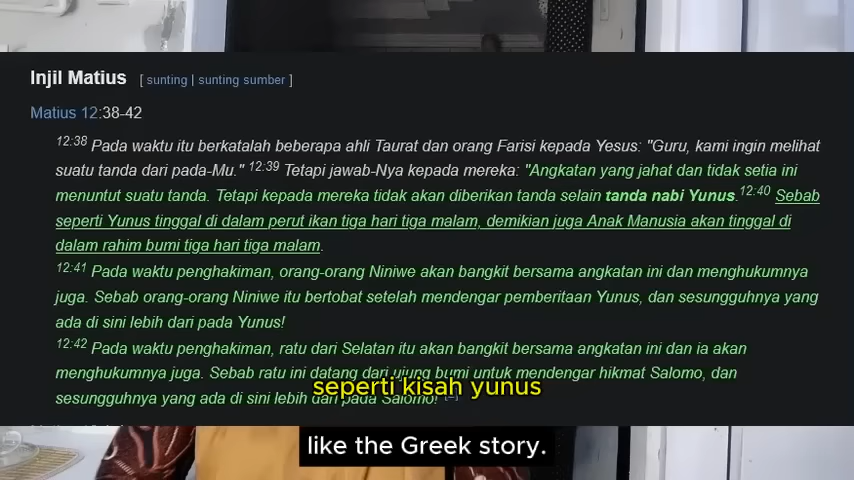 Injil Matius [ sunting | sunting sumber ]
Matius 12:38-42
12:38 Pada waktu itu berkatalah beberapa ahli Taurat dan orang Farisi kepada Yesus: "Guru, kami ingin melihat
suatu tanda dari pada-Mu." 12:39 Tetapi jawab-Nya kepada mereka: "Angkatan yang jahat dan tidak setia ini
menuntut suatu tanda. Tetapi kepada mereka tidak akan diberikan tanda selain tanda nabi Yunus.12:40 Sebab
seperti Yunus tinggal di dalam perut ikan tiga hari tiga malam, demikian juga Anak Manusia akan tinggal di
dalam rahim bumi tiga hari tiga malam.
12:41 Pada waktu penghakiman, orang-orang Niniwe akan bangkit bersama angkatan ini dan menghukumnya
juga. Sebab orang-orang Niniwe itu bertobat setelah mendengar pemberitaan Yunus, dan sesungguhnya yang
ada di sini lebih dari pada Yunus!
12:42 Pada waktu penghakiman, ratu dari Selatan itu akan bangkit bersama angkatan ini dan ia akan
menghukumnya juga. Sebab ratu ini datang dari ujung bumi untuk mendengar hikmat Salomo, dan
sesungguhnya yang ada di sini lebih dari pada Salomo!
seperti kisah yunus
like the Greek story.